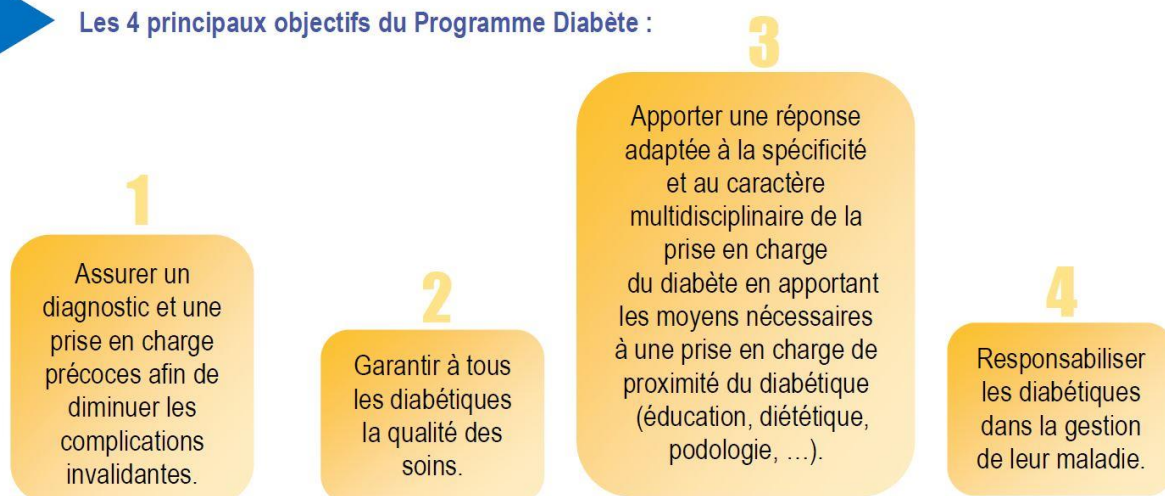 Les 4 principaux objectifs du Programme Diabète :
1
Assurer un
diagnostic et une
prise en charge
précoces afin de
diminuer les
complications
invalidantes.
2
Garantir à tous
les diabétiques
la qualité des
soins.
3
Apporter une réponse
adaptée à la spécificité
et au caractère
multidisciplinaire de la
prise en charge
du diabète en apportant
les moyens nécessaires
à une prise en charge de
proximité du diabétique
(éducation, diététique,
podologie, ...).
4
Responsabiliser
les diabétiques
dans la gestion
de leur maladie.